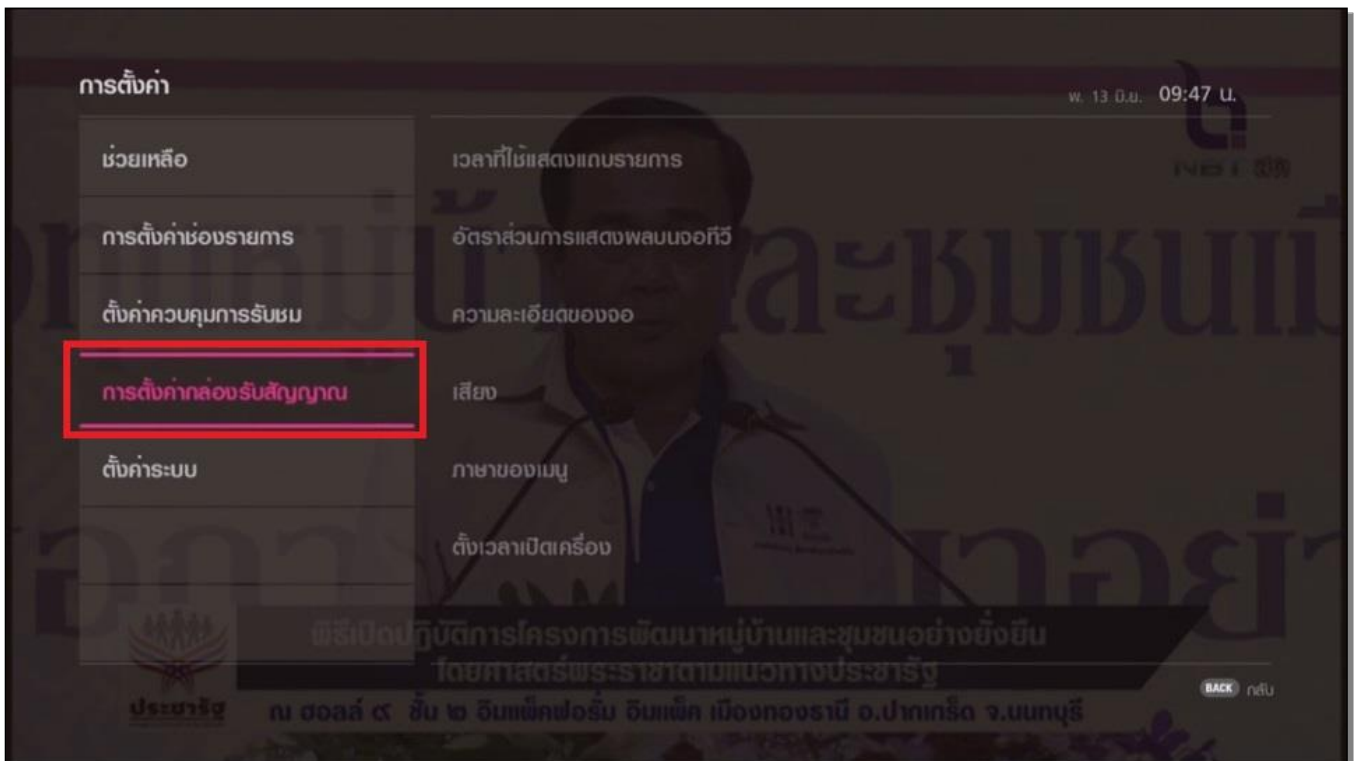 การตั้งค่า
พ. 13 มิ.ย. 09:47 น.
ช่วยเหลือ
เวลาที่ใช้แสดงแถบรายการ
การตั้งค่าช่องรายการ
อัตราส่วนการแสดงผลบนจอทีวี
ตั้งค่าควบคุมการรับชม
ความละเอียดของจอ
การตั้งค่ากล่องรับสัญญาณ
เสียง
ตั้งค่าระบบ
ภาษาของเมนู
ตั้งเวลาเปิดเครื่อง
พิธีเปิดปฏิบัติการโครงการพัฒนาหมู่บ้านและชุมชนอย่างยั่งยืน
โดยศาสตร์พระราชาตามแนวทางประชารัฐ
BACK กลับ
ประชารัฐ
ณ ฮอลล์ ๙ ชั้น ๒ อิมแพ็คฟอรั่ม อิมแพ็ค เมืองทองธานี อ.ปากเกร็ด จ.นนทบุรี